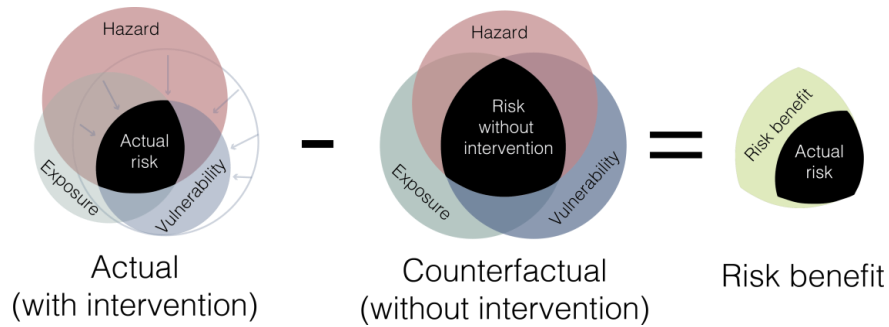 Hazard
Actual
risk
Exposure
Vulnerability
Actual
(with intervention)
–
Hazard
Risk
without
intervention
Exposure
Vulnerability
Counterfactual
(without intervention)
=
Risk benefit
Actual
risk
Risk benefit